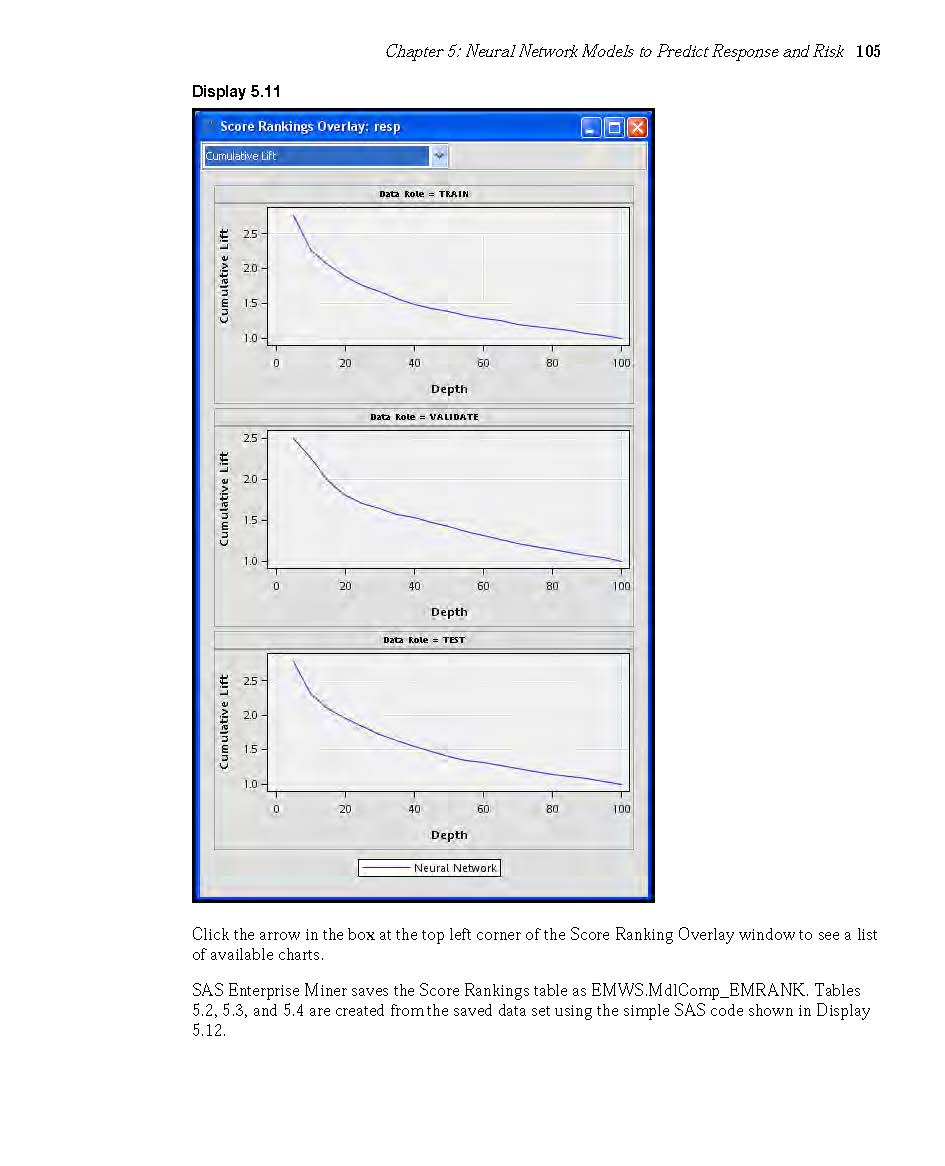 Chapter 5: Neural Network Models to Predict Response and Risk 105
Display 5.11
Score Rankings Overlay: resp
Cumulative Lift
Data Role = TRAIN
Cumulative Lift
2.5
2.0
1.5
1.0
0 20 40 60 80 100
Depth
Data Role = VALIDATE
Cumulative Lift
2.5
2.0
1.5
1.0
0 20 40 60 80 100
Depth
Data Role = TEST
Cumulative Lift
2.5
2.0
1.5
1.0
0 20 40 60 80 100
Depth
Neural Network
Click the arrow in the box at the top left corner of the Score Ranking Overlay window to see a list
of available charts.
SAS Enterprise Miner saves the Score Rankings table as EMWS.MdlComp_EMRANK. Tables
5.2, 5.3, and 5.4 are created from the saved data set using the simple SAS code shown in Display
5.12.